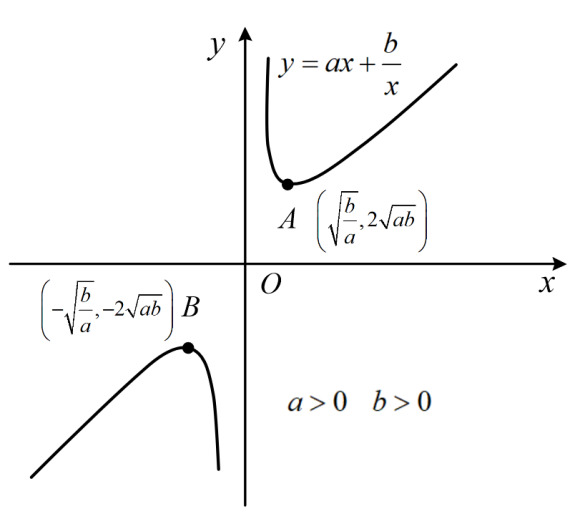 y
y = ax + b/x
A (√(b/a), 2√ab)
O
x
(−√(b/a), −2√ab) B
a > 0 b > 0